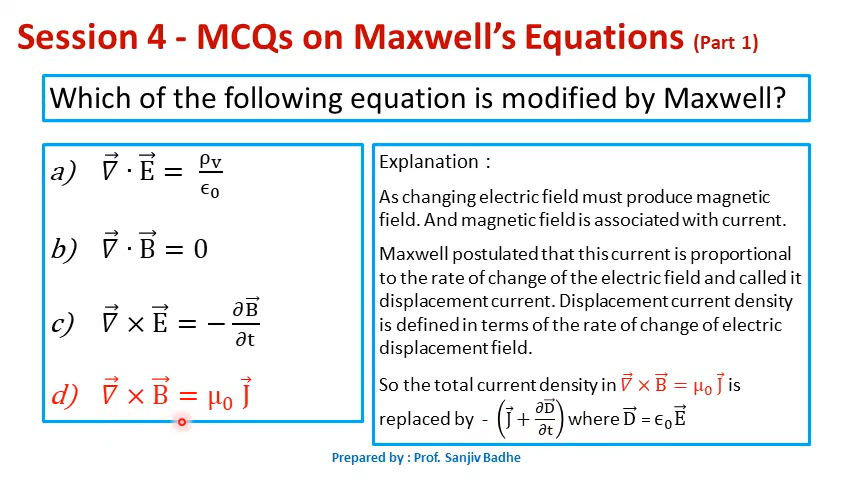 Session 4 - MCQs on Maxwell's Equations (Part 1)
Which of the following equation is modified by Maxwell?
a) ∇⃗ · E⃗ = ρᵥ/ϵ₀
b) ∇⃗ · B⃗ = 0
c) ∇⃗ × E⃗ = −∂B⃗/∂t
d) ∇⃗ × B⃗ = μ₀ J⃗
Explanation :
As changing electric field must produce magnetic
field. And magnetic field is associated with current.
Maxwell postulated that this current is proportional
to the rate of change of the electric field and called it
displacement current. Displacement current density
is defined in terms of the rate of change of electric
displacement field.
So the total current density in ∇⃗ × B⃗ = μ₀ J⃗ is
replaced by - (J⃗ + ∂D⃗/∂t) where D⃗ = ϵ₀E⃗
Prepared by : Prof. Sanjiv Badhe